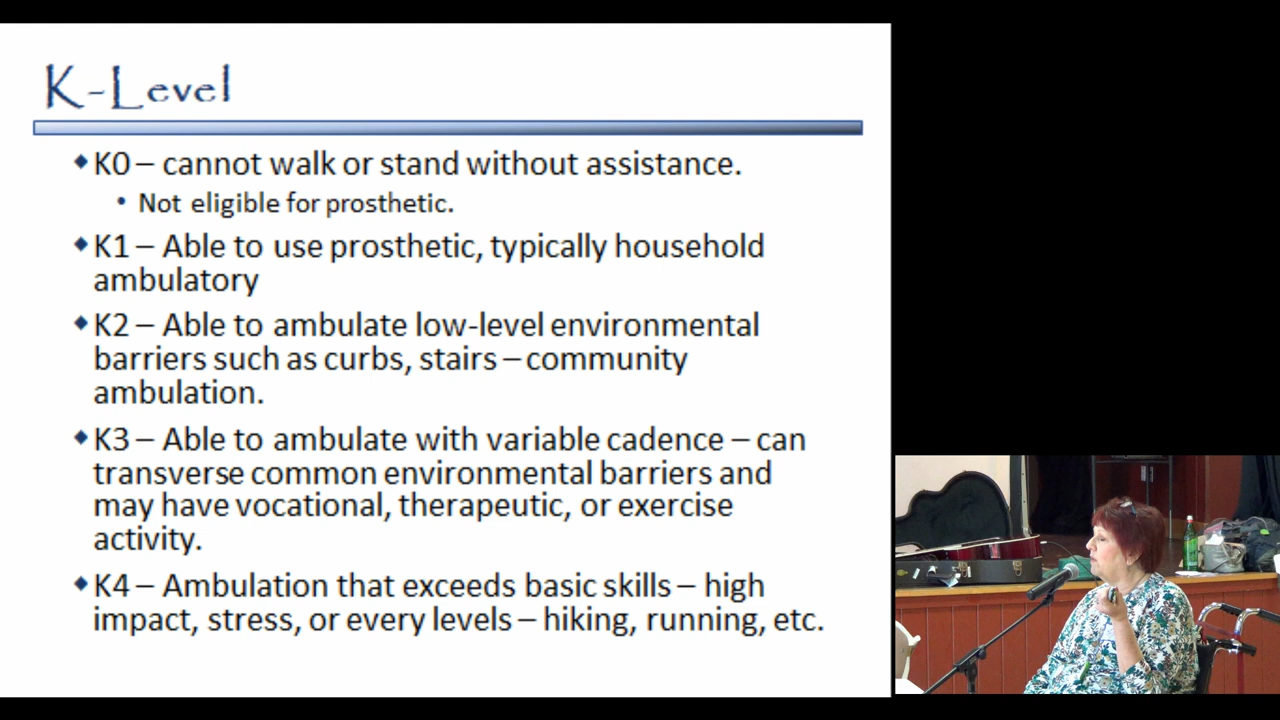 K-Level
K0 – cannot walk or stand without assistance.
Not eligible for prosthetic.
K1 – Able to use prosthetic, typically household
ambulatory
K2 – Able to ambulate low-level environmental
barriers such as curbs, stairs – community
ambulation.
K3 – Able to ambulate with variable cadence – can
transverse common environmental barriers and
may have vocational, therapeutic, or exercise
activity.
K4 – Ambulation that exceeds basic skills – high
impact, stress, or every levels – hiking, running, etc.